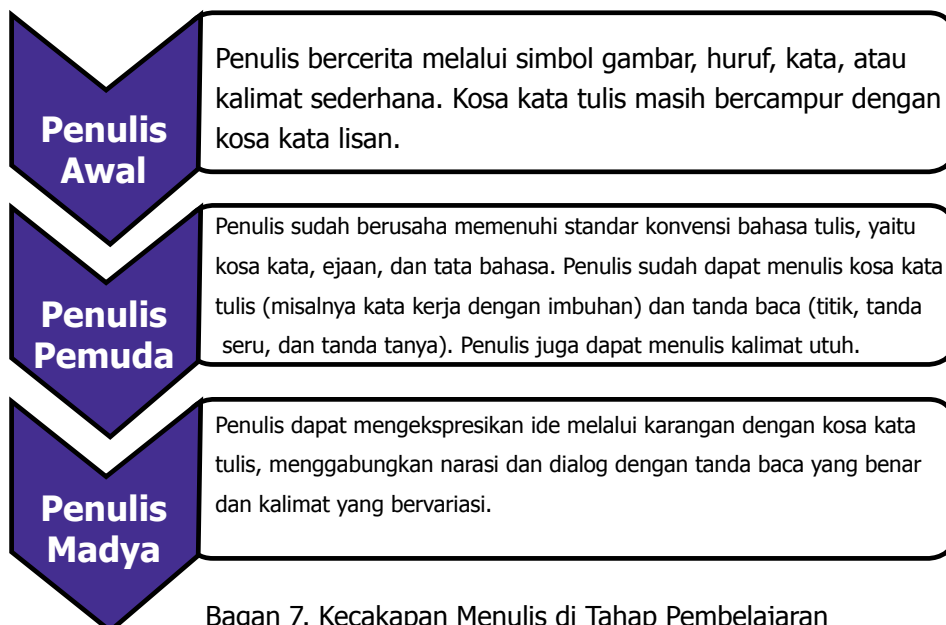 Penulis
Awal
Penulis bercerita melalui simbol gambar, huruf, kata, atau
kalimat sederhana. Kosa kata tulis masih bercampur dengan
kosa kata lisan.
Penulis
Pemuda
Penulis sudah berusaha memenuhi standar konvensi bahasa tulis, yaitu
kosa kata, ejaan, dan tata bahasa. Penulis sudah dapat menulis kosa kata
tulis (misalnya kata kerja dengan imbuhan) dan tanda baca (titik, tanda
seru, dan tanda tanya). Penulis juga dapat menulis kalimat utuh.
Penulis
Madya
Penulis dapat mengekspresikan ide melalui karangan dengan kosa kata
tulis, menggabungkan narasi dan dialog dengan tanda baca yang benar
dan kalimat yang bervariasi.
Bagan 7. Kecakapan Menulis di Tahap Pembelajaran